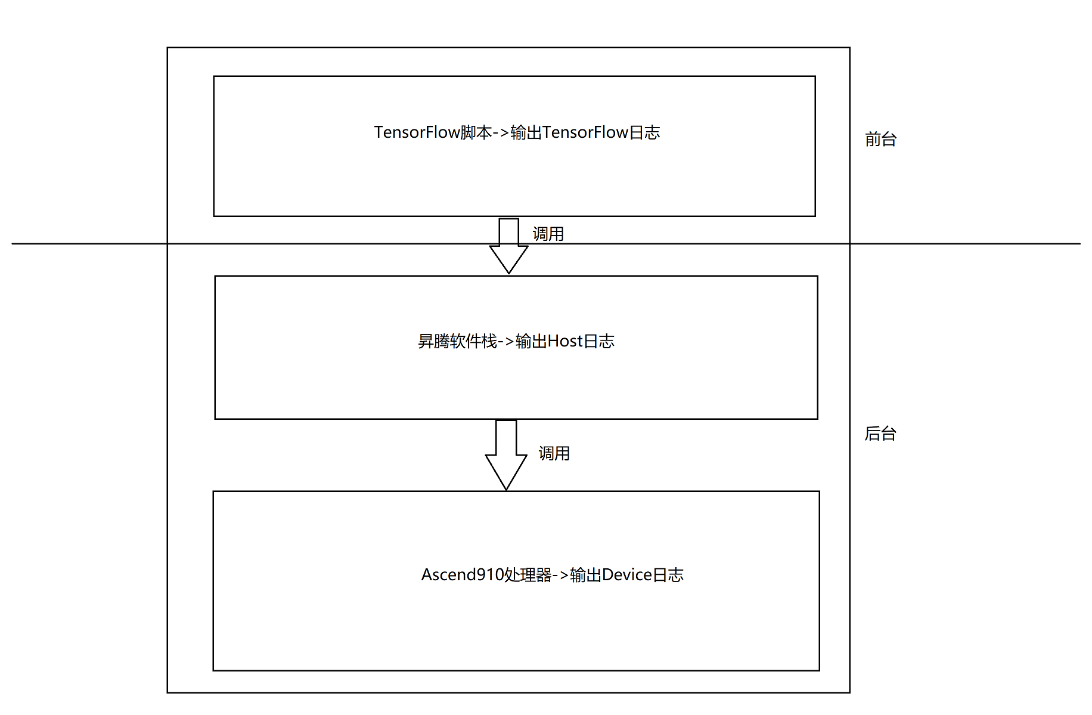 TensorFlow脚本->输出TensorFlow日志
前台
调用
昇腾软件栈->输出Host日志
后台
调用
Ascend910处理器->输出Device日志